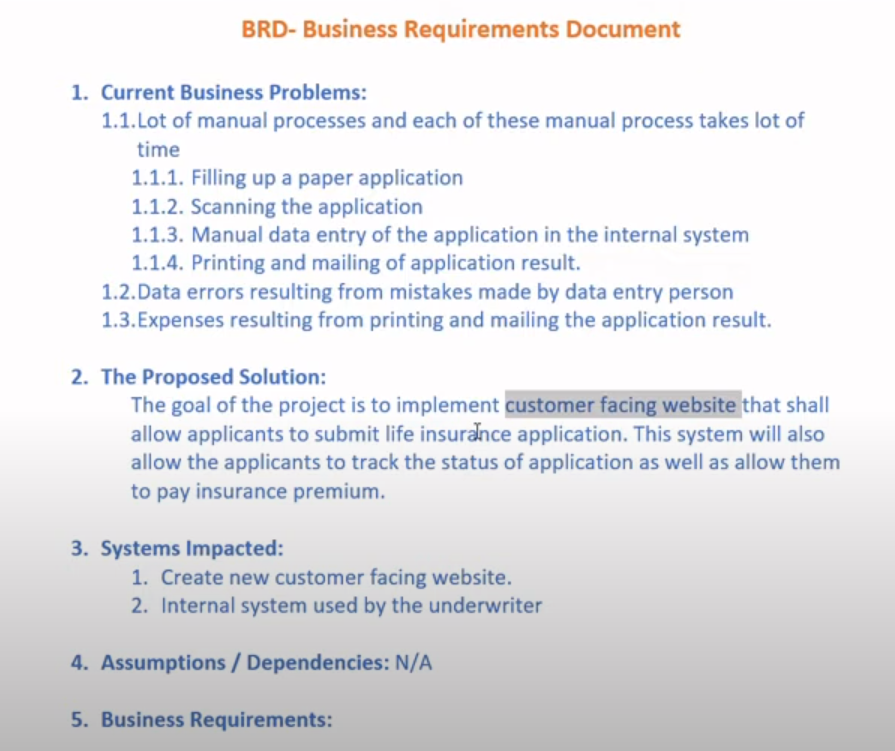 BRD- Business Requirements Document
1. Current Business Problems:
1.1.Lot of manual processes and each of these manual process takes lot of
time
1.1.1. Filling up a paper application
1.1.2. Scanning the application
1.1.3. Manual data entry of the application in the internal system
1.1.4. Printing and mailing of application result.
1.2.Data errors resulting from mistakes made by data entry person
1.3.Expenses resulting from printing and mailing the application result.
2. The Proposed Solution:
The goal of the project is to implement customer facing website that shall
allow applicants to submit life insurance application. This system will also
allow the applicants to track the status of application as well as allow them
to pay insurance premium.
3. Systems Impacted:
1. Create new customer facing website.
2. Internal system used by the underwriter
4. Assumptions / Dependencies: N/A
5. Business Requirements: